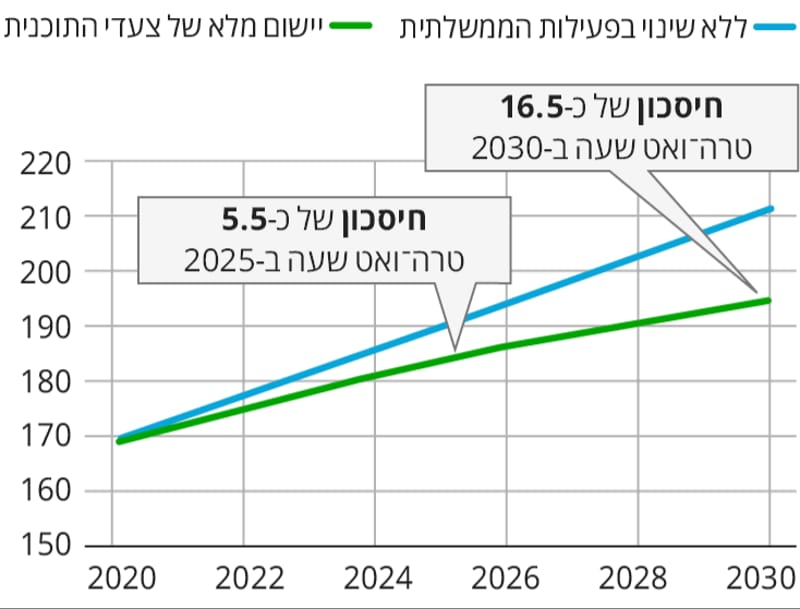 ללא שינוי בפעילות הממשלתית
יישום מלא של צעדי התוכנית
חיסכון של כ-16.5
טרה־ואט שעה ב-2030
חיסכון של כ-5.5
טרה־ואט שעה ב-2025
220
210
200
190
180
170
160
150
2020 2022 2024 2026 2028 2030